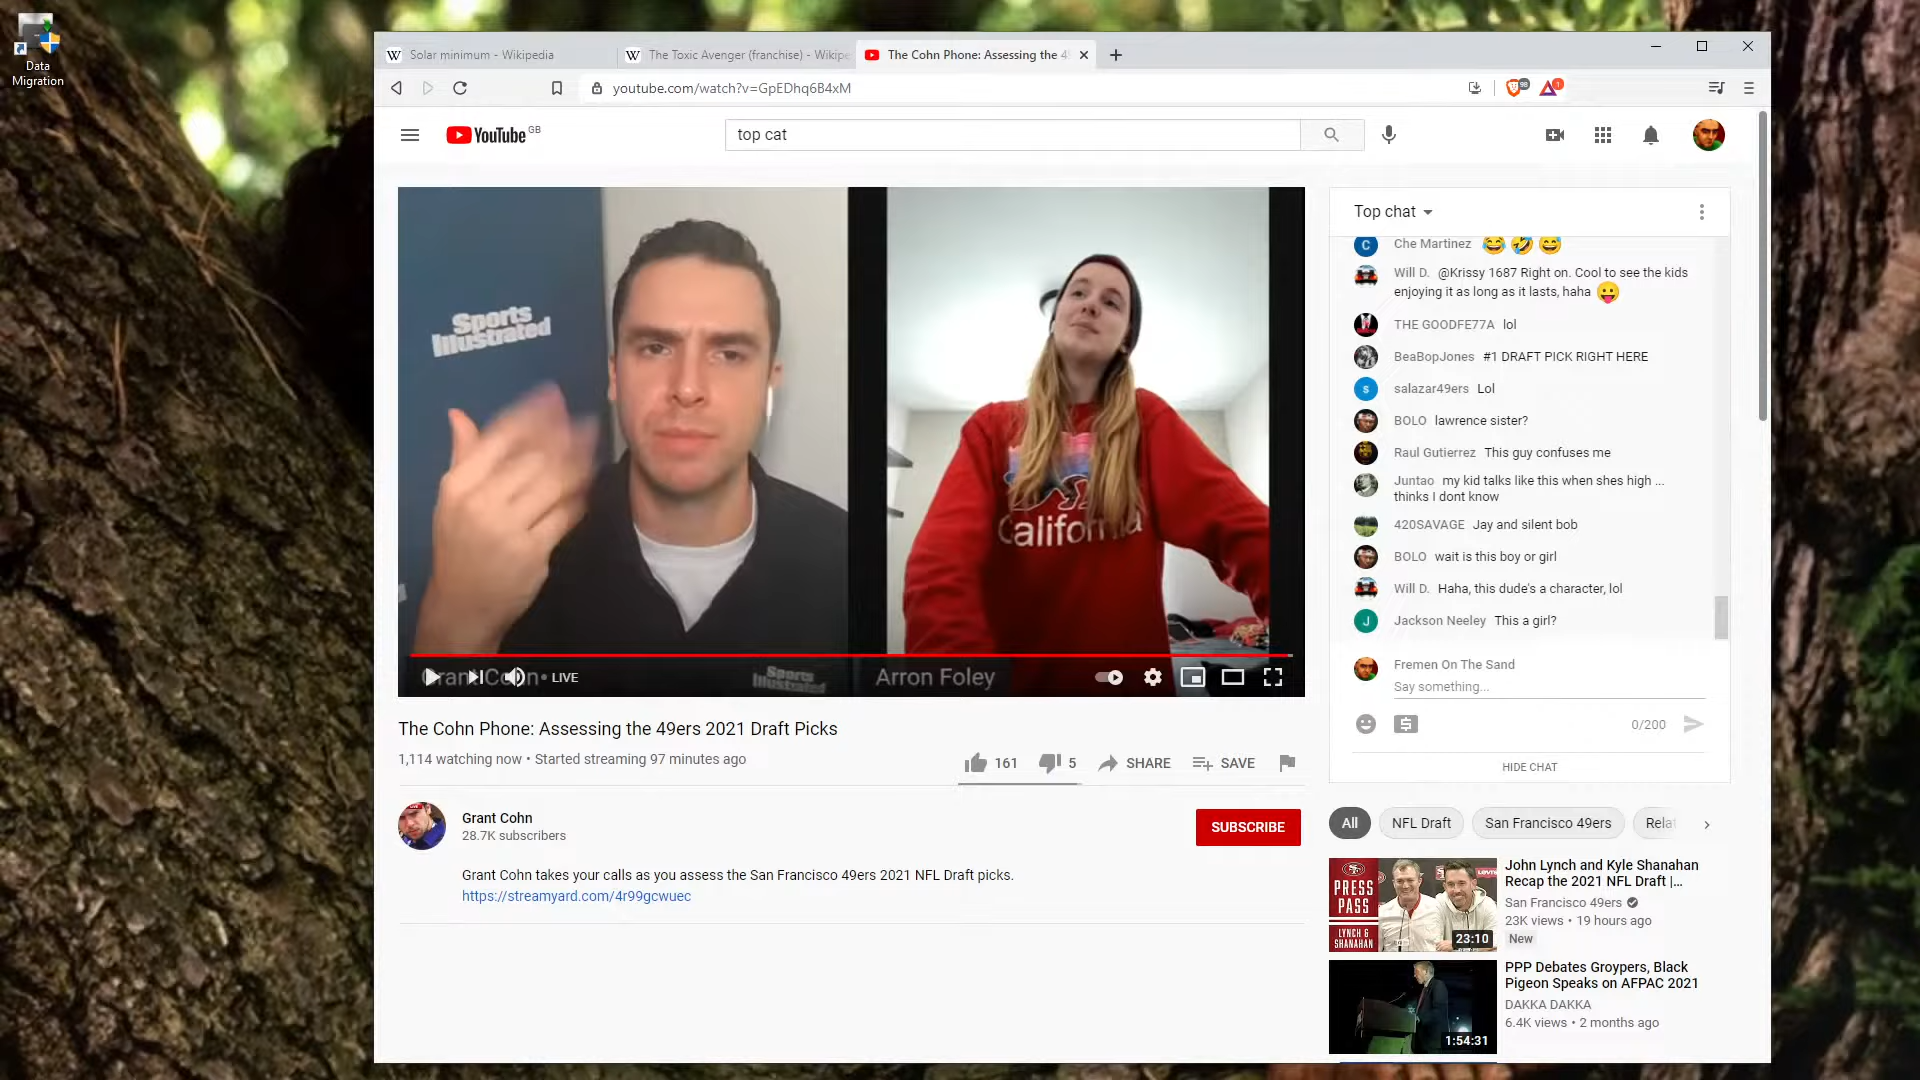 Data
Migration
Solar minimum - Wikipedia
The Toxic Avenger (franchise) - Wikipe
The Cohn Phone: Assessing the 4
youtube.com/watch?v=GpEDhq6B4xM
YouTube GB
top cat
Sports
Illustrated
California
Grant Cohn
LIVE
Sports
Illustrated
Arron Foley
The Cohn Phone: Assessing the 49ers 2021 Draft Picks
1,114 watching now • Started streaming 97 minutes ago
161
5
SHARE
SAVE
Grant Cohn
28.7K subscribers
SUBSCRIBE
Grant Cohn takes your calls as you assess the San Francisco 49ers 2021 NFL Draft picks.
https://streamyard.com/4r99gcwuec
Top chat
C Che Martinez
Will D. @Krissy 1687 Right on. Cool to see the kids
enjoying it as long as it lasts, haha
THE GOODFE77A lol
BeaBopJones #1 DRAFT PICK RIGHT HERE
s salazar49ers Lol
BOLO lawrence sister?
Raul Gutierrez This guy confuses me
Juntao my kid talks like this when shes high ...
thinks I dont know
420SAVAGE Jay and silent bob
BOLO wait is this boy or girl
Will D. Haha, this dude's a character, lol
J Jackson Neeley This a girl?
Fremen On The Sand
Say something...
0/200
HIDE CHAT
All
NFL Draft
San Francisco 49ers
Relat
PRESS
PASS
LYNCH &
SHANAHAN
23:10
John Lynch and Kyle Shanahan
Recap the 2021 NFL Draft |...
San Francisco 49ers
23K views • 19 hours ago
New
1:54:31
PPP Debates Groypers, Black
Pigeon Speaks on AFPAC 2021
DAKKA DAKKA
6.4K views • 2 months ago